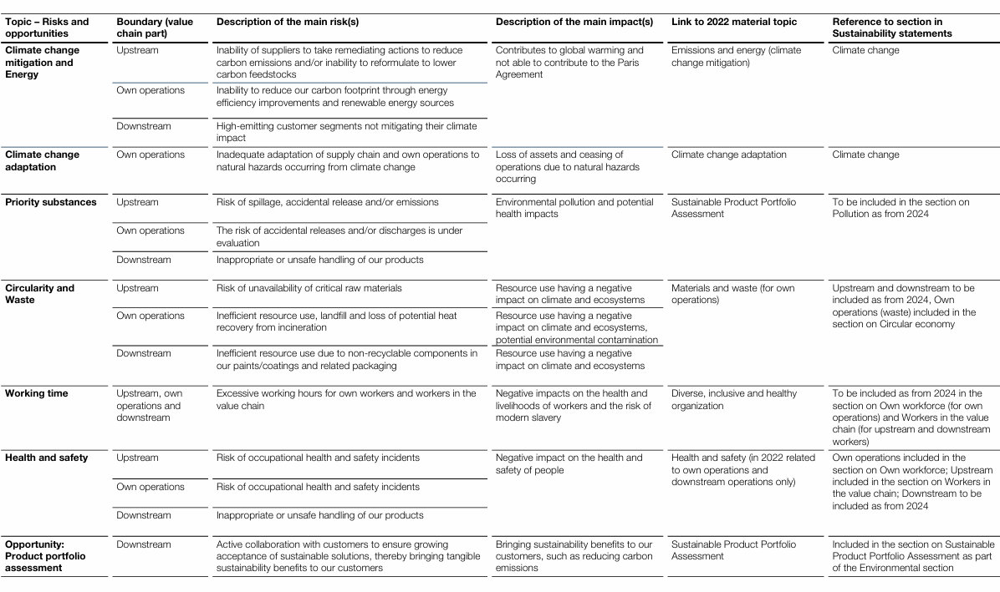 Topic – Risks and
opportunities
Boundary (value
chain part)
Description of the main risk(s)
Description of the main impact(s)
Link to 2022 material topic
Reference to section in
Sustainability statements
Climate change
mitigation and
Energy
Upstream
Inability of suppliers to take remediating actions to reduce
carbon emissions and/or inability to reformulate to lower
carbon feedstocks
Contributes to global warming and
not able to contribute to the Paris
Agreement
Emissions and energy (climate
change mitigation)
Climate change
Own operations
Inability to reduce our carbon footprint through energy
efficiency improvements and renewable energy sources
Downstream
High-emitting customer segments not mitigating their climate
impact
Climate change
adaptation
Own operations
Inadequate adaptation of supply chain and own operations to
natural hazards occurring from climate change
Loss of assets and ceasing of
operations due to natural hazards
occurring
Climate change adaptation
Climate change
Priority substances
Upstream
Risk of spillage, accidental release and/or emissions
Environmental pollution and potential
health impacts
Sustainable Product Portfolio
Assessment
To be included in the section on
Pollution as from 2024
Own operations
The risk of accidental releases and/or discharges is under
evaluation
Downstream
Inappropriate or unsafe handling of our products
Circularity and
Waste
Upstream
Risk of unavailability of critical raw materials
Resource use having a negative
impact on climate and ecosystems
Materials and waste (for own
operations)
Upstream and downstream to be
included as from 2024, Own
operations (waste) included in the
section on Circular economy
Own operations
Inefficient resource use, landfill and loss of potential heat
recovery from incineration
Resource use having a negative
impact on climate and ecosystems,
potential environmental contamination
Downstream
Inefficient resource use due to non-recyclable components in
our paints/coatings and related packaging
Resource use having a negative
impact on climate and ecosystems
Working time
Upstream, own
operations and
downstream
Excessive working hours for own workers and workers in the
value chain
Negative impacts on the health and
livelihoods of workers and the risk of
modern slavery
Diverse, inclusive and healthy
organization
To be included as from 2024 in the
section on Own workforce (for own
operations) and Workers in the value
chain (for upstream and downstream
workers)
Health and safety
Upstream
Risk of occupational health and safety incidents
Negative impact on the health and
safety of people
Health and safety (in 2022 related
to own operations and
downstream operations only)
Own operations included in the
section on Own workforce; Upstream
included in the section on Workers in
the value chain; Downstream to be
included as from 2024
Own operations
Risk of occupational health and safety incidents
Downstream
Inappropriate or unsafe handling of our products
Opportunity:
Product portfolio
assessment
Downstream
Active collaboration with customers to ensure growing
acceptance of sustainable solutions, thereby bringing tangible
sustainability benefits to our customers
Bringing sustainability benefits to our
customers, such as reducing carbon
emissions
Sustainable Product Portfolio
Assessment
Included in the section on Sustainable
Product Portfolio Assessment as part
of the Environmental section